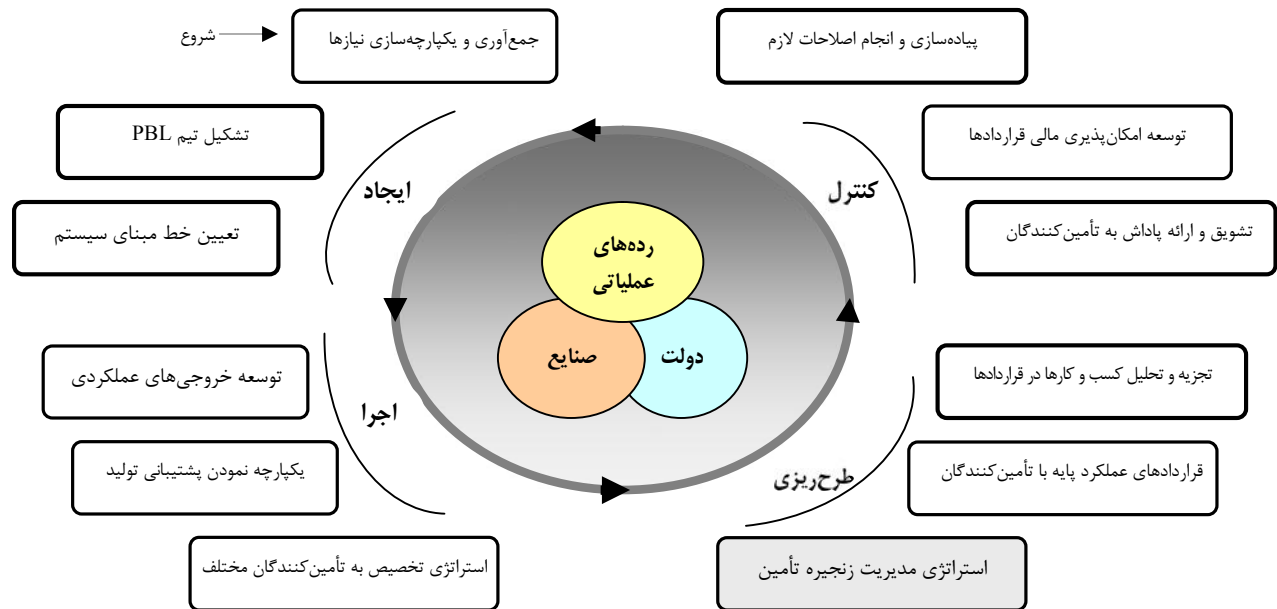 شروع
جمع‌آوری و یکپارچه‌سازی نیازها
پیاده‌سازی و انجام اصلاحات لازم
تشکیل تیم PBL
توسعه امکان‌پذیری مالی قراردادها
ایجاد
کنترل
تعیین خط مبنای سیستم
تشویق و ارائه پاداش به تأمین‌کنندگان
رده‌های
عملیاتی
صنایع
دولت
توسعه خروجی‌های عملکردی
تجزیه و تحلیل کسب و کارها در قراردادها
اجرا
یکپارچه نمودن پشتیبانی تولید
قراردادهای عملکرد پایه با تأمین‌کنندگان
طرح‌ریزی
استراتژی تخصیص به تأمین‌کنندگان مختلف
استراتژی مدیریت زنجیره تأمین